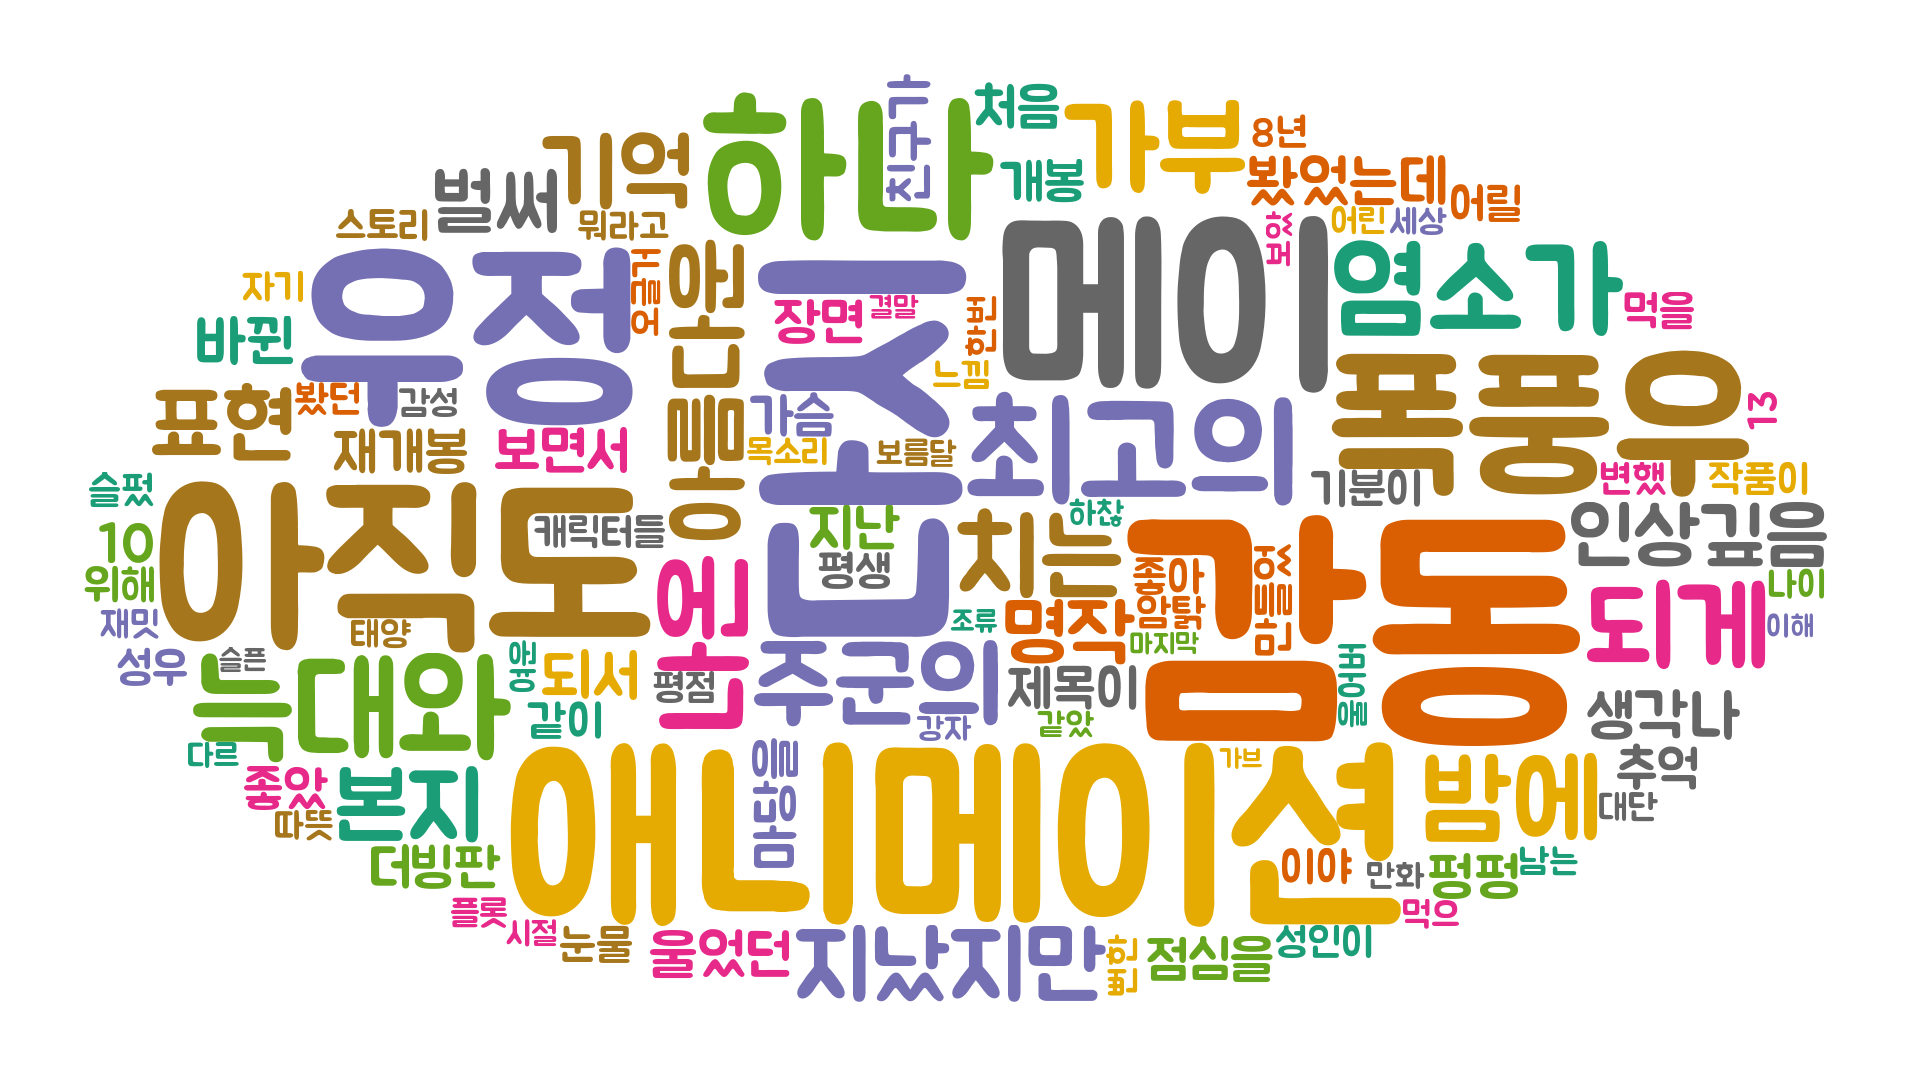 친구가
하나
처음
가부
8년
개봉
봤었는데
어릴
기억
벌써
스토리
뭐라고
어린
세상
메이
염소가
먹을
우정
오늘은
온몸
자기
바뀐
장면
결말
한번
느낌
폭풍우
표현
봤던
감성
가슴
최고의
13
재개봉
보면서
목소리
보름달
기분이
변했
작품이
슬펐
아직도
캐릭터들
지난
평생
하찮
치는
감동
인상깊음
10
위해
좋아
암탉
되게
나이
재밋
태양
조류
명작
마지막
이해
성우
슬픈
늑대와
되서
평점
주군의
제목이
같이
강자
같았
생각나
다르
좋았
본지
가브
밤에
추억
대단
따뜻
더빙판
애니메이션
이야
만화
펑펑
남는
플롯
시절
눈물
울었던
지났지만
점심을
성인이
먹으